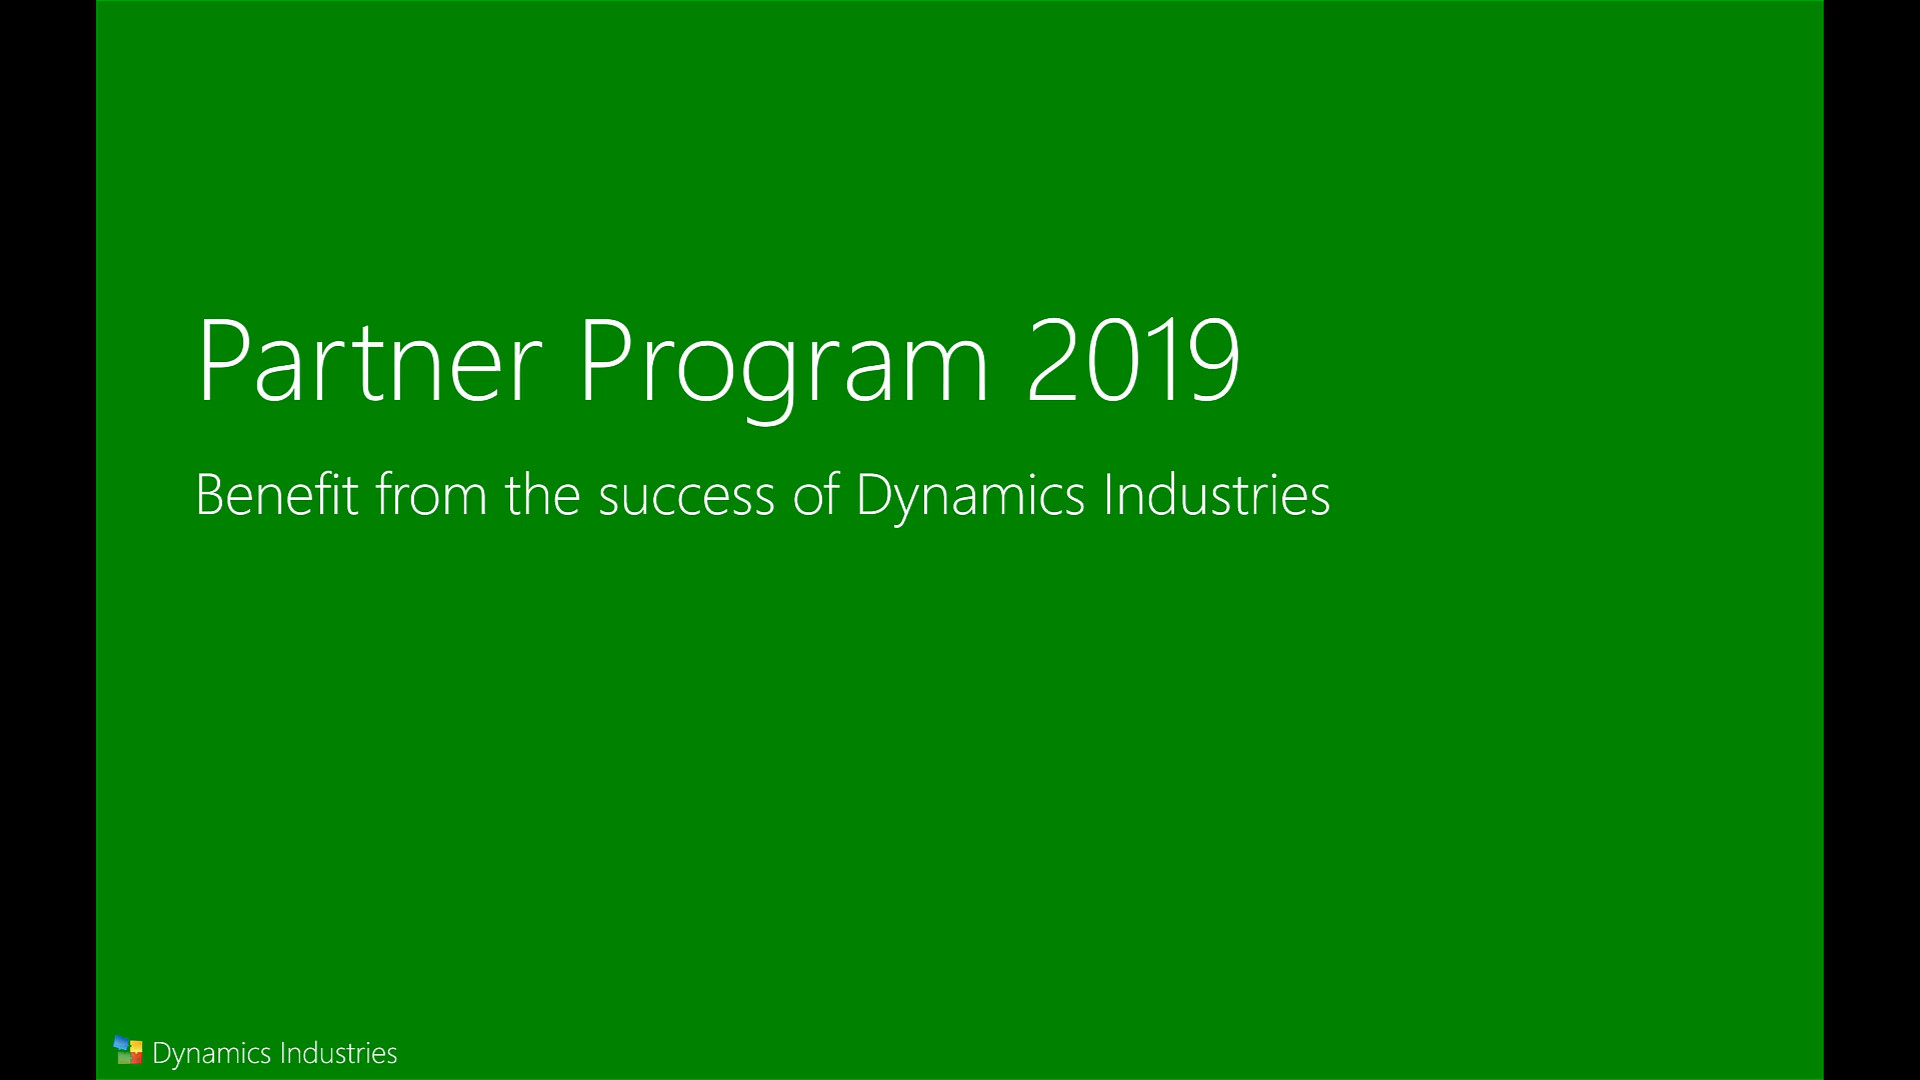 Partner Program 2019
Benefit from the success of Dynamics Industries
Dynamics Industries